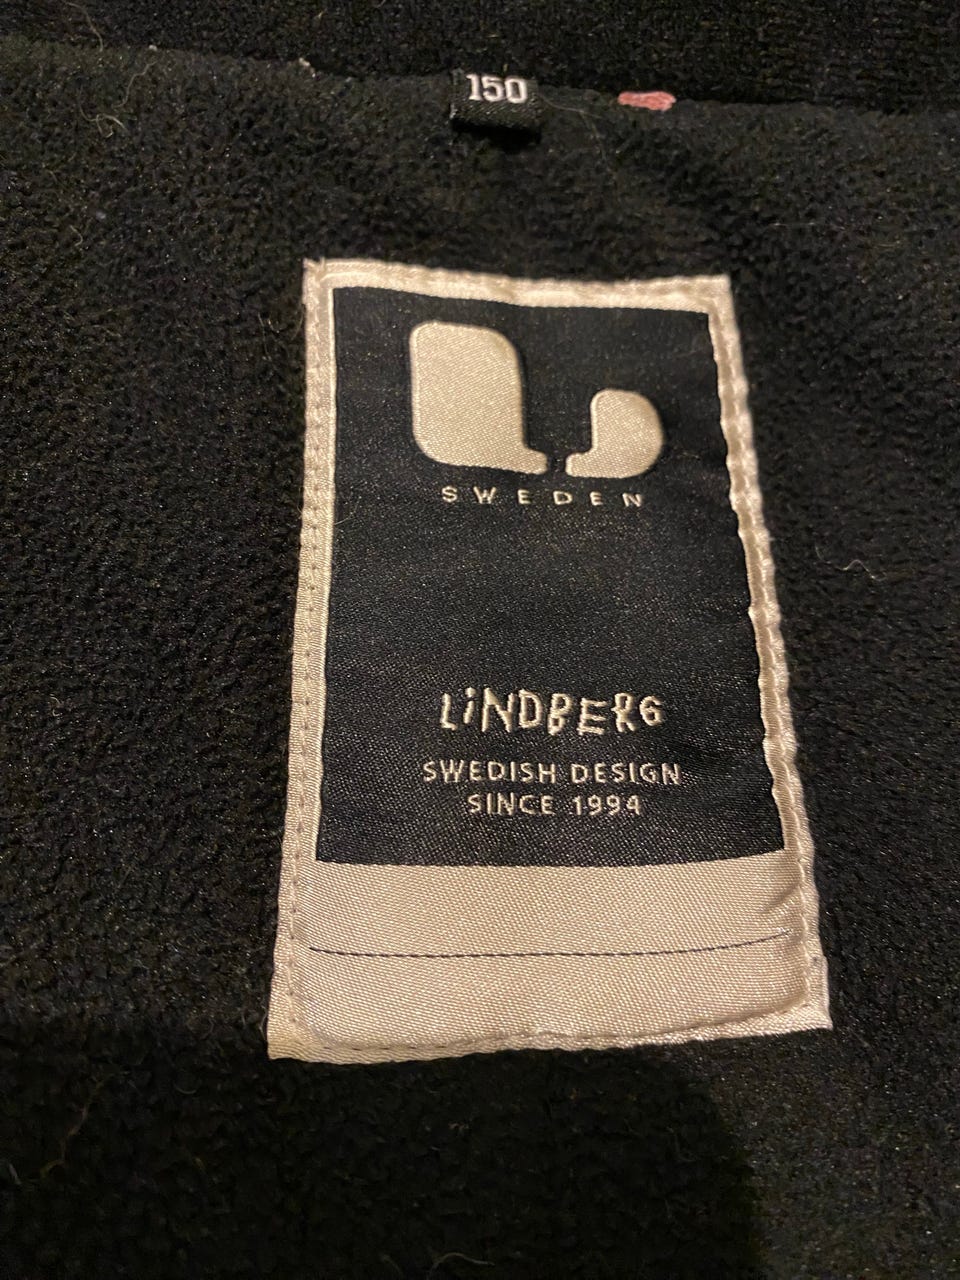 150
SWEDEN
LiNDBERG
SWEDISH DESIGN
SINCE 1994